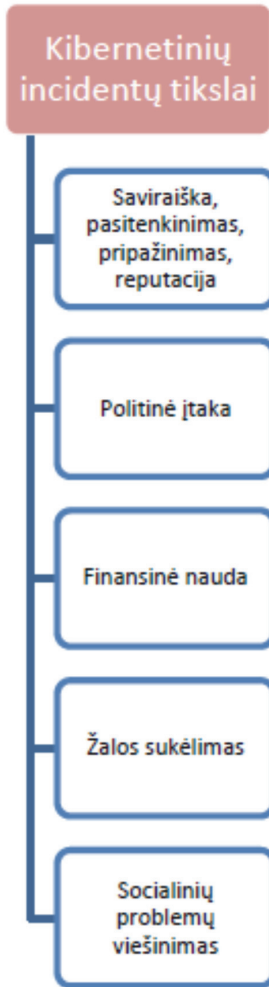 Kibernetinių
incidentų tikslai
Saviraiška,
pasitenkinimas,
pripažinimas,
reputacija
Politinė įtaka
Finansinė nauda
Žalos sukėlimas
Socialinių
problemų
viešinimas